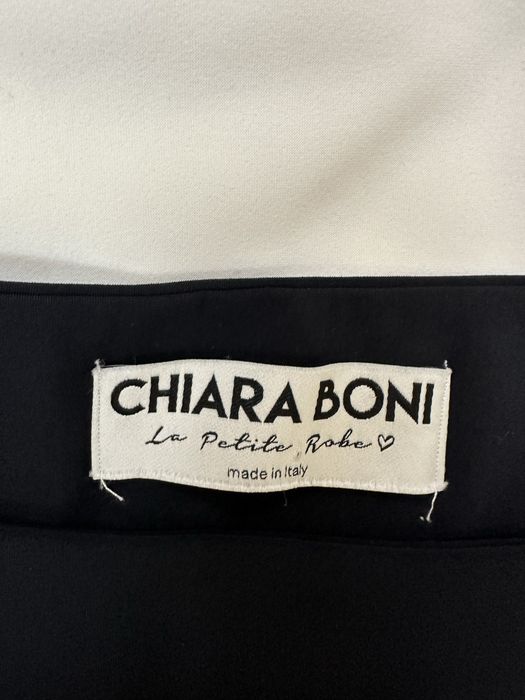 CHIARA BONI
La Petite Robe♡
made in Italy